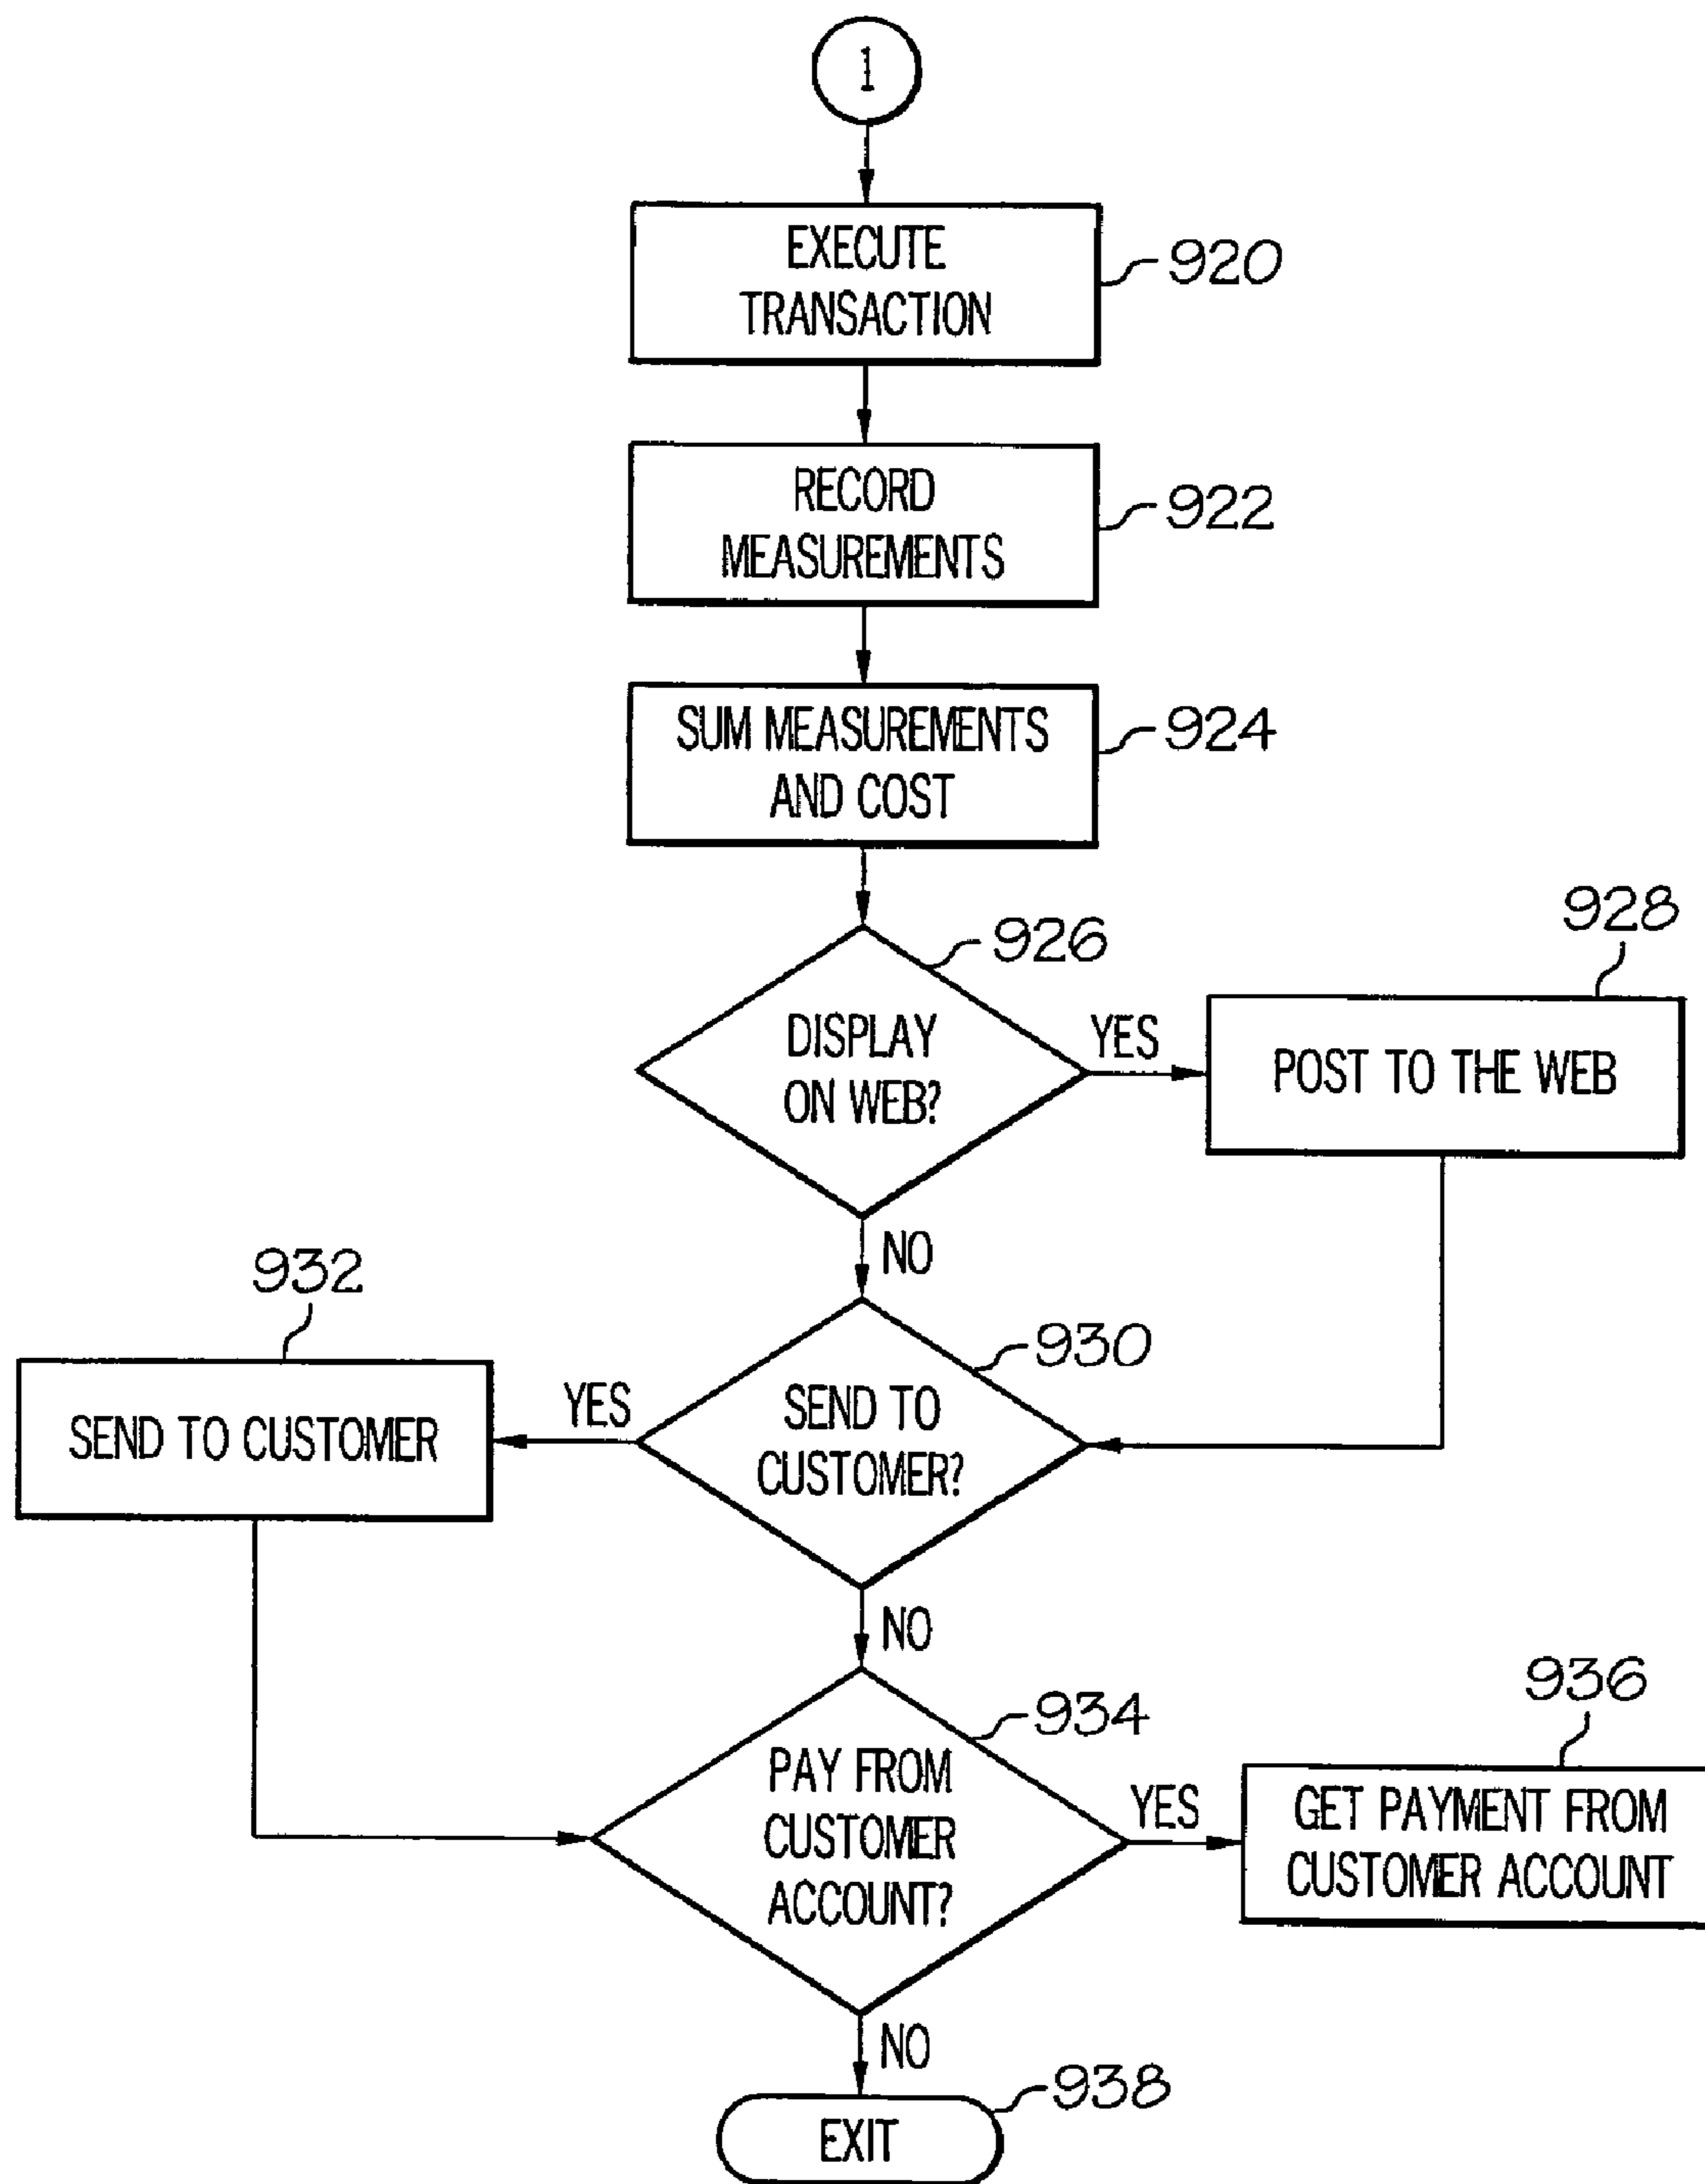 1
EXECUTE
TRANSACTION
920
RECORD
MEASUREMENTS
922
SUM MEASUREMENTS
AND COST
924
926
DISPLAY
ON WEB?
YES
928
POST TO THE WEB
NO
930
SEND TO
CUSTOMER?
YES
932
SEND TO CUSTOMER
NO
934
PAY FROM
CUSTOMER
ACCOUNT?
YES
936
GET PAYMENT FROM
CUSTOMER ACCOUNT
NO
938
EXIT